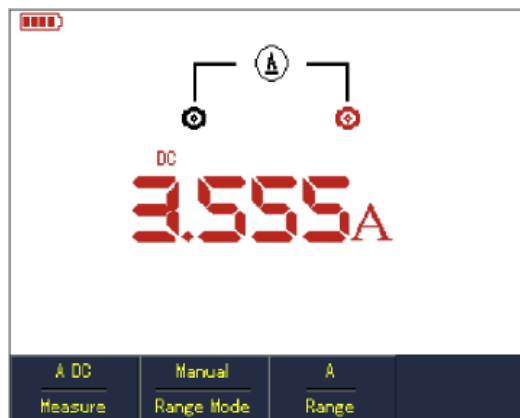 A
DC
3.555A
A DC
Measure
Manual
Range Mode
A
Range